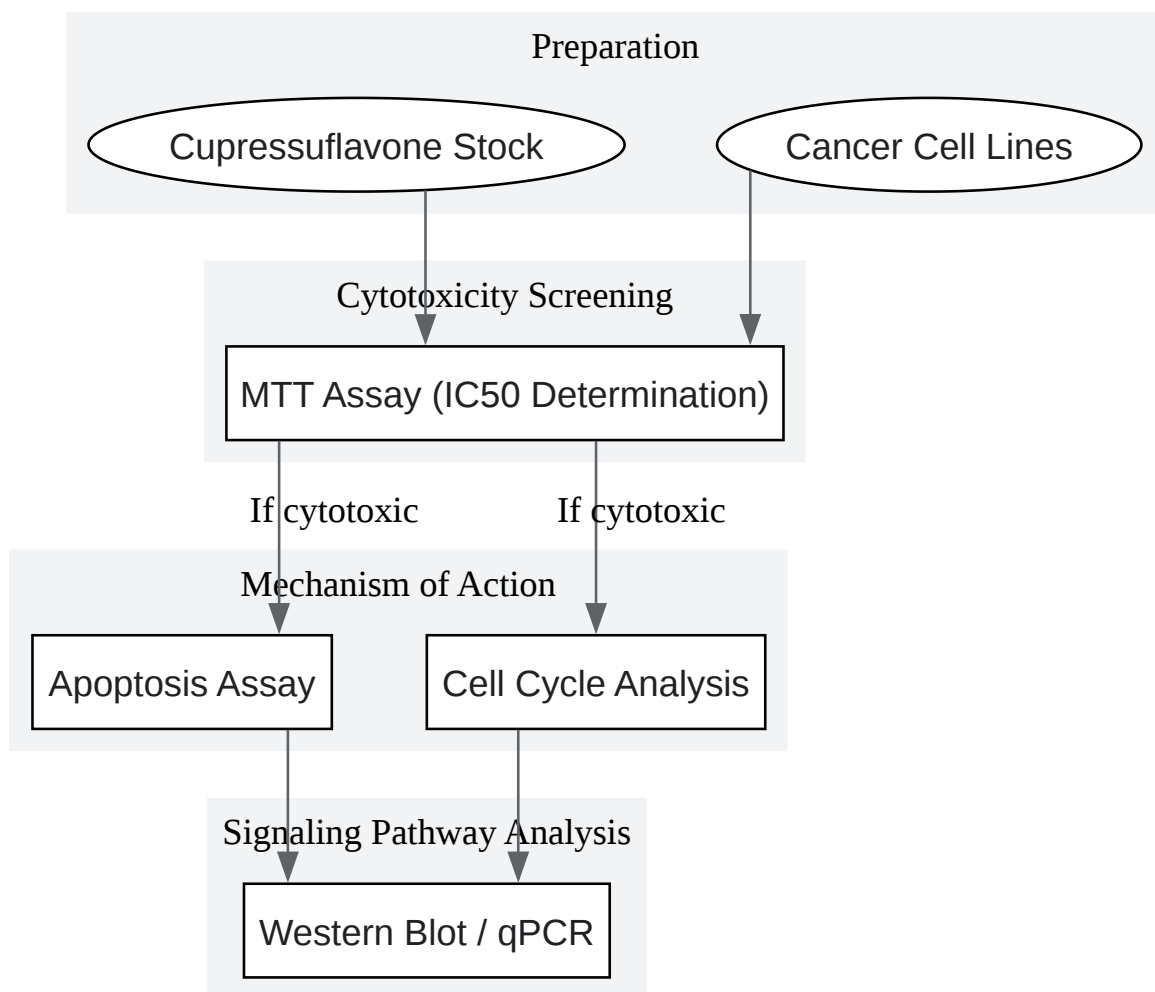 Preparation
Cupressuflavone Stock
Cancer Cell Lines
Cytotoxicity Screening
MTT Assay (IC50 Determination)
If cytotoxic
If cytotoxic
Mechanism of Action
Apoptosis Assay
Cell Cycle Analysis
Signaling Pathway Analysis
Western Blot / qPCR